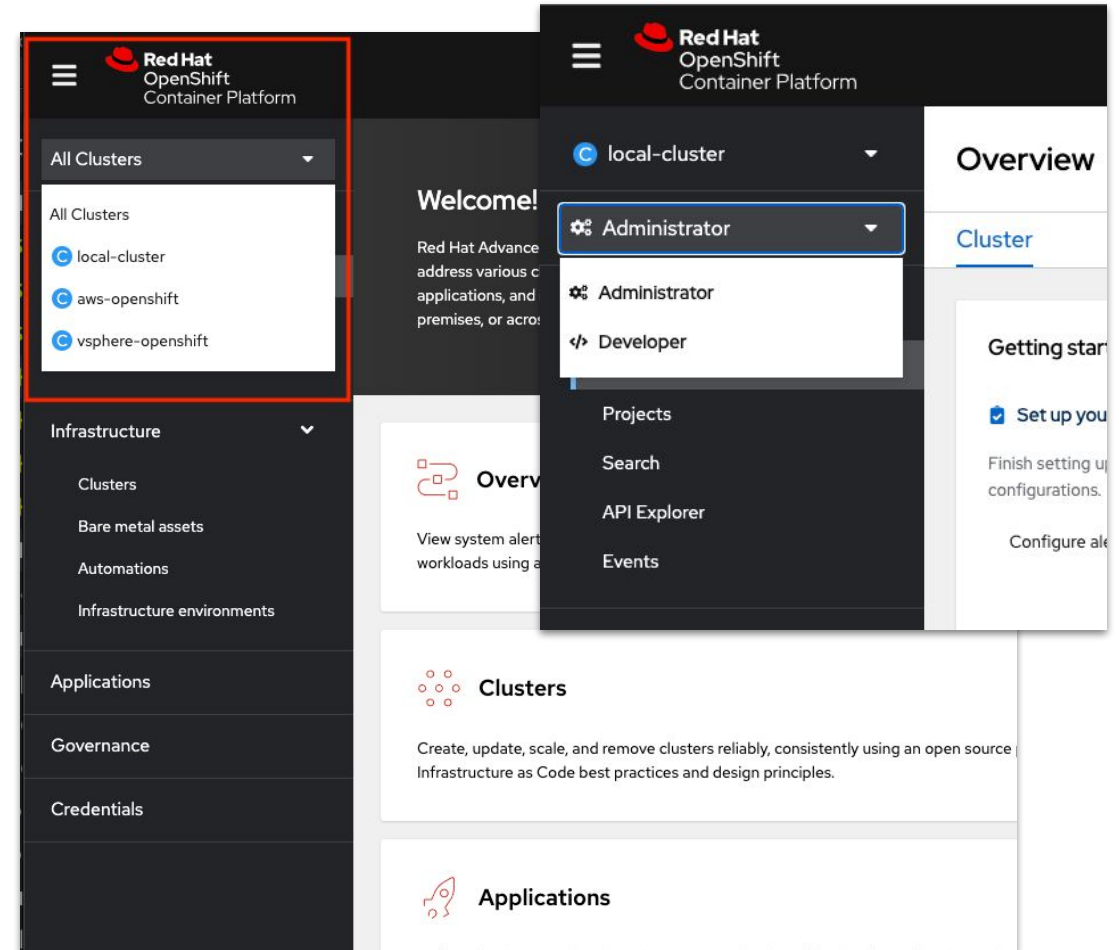 Red Hat
OpenShift
Container Platform
All Clusters
All Clusters
local-cluster
aws-openshift
vsphere-openshift
Infrastructure
Clusters
Bare metal assets
Automations
Infrastructure environments
Applications
Governance
Credentials
Welcome!
Red Hat Advance
address various c
applications, and
premises, or acros
Overv
View system alert
workloads using a
Clusters
Create, update, scale, and remove clusters reliably, consistently using an open source
Infrastructure as Code best practices and design principles.
Applications
Red Hat
OpenShift
Container Platform
C local-cluster
Administrator
Administrator
</> Developer
Projects
Search
API Explorer
Events
Overview
Cluster
Getting star
Set up you
Finish setting up
configurations.
Configure ale